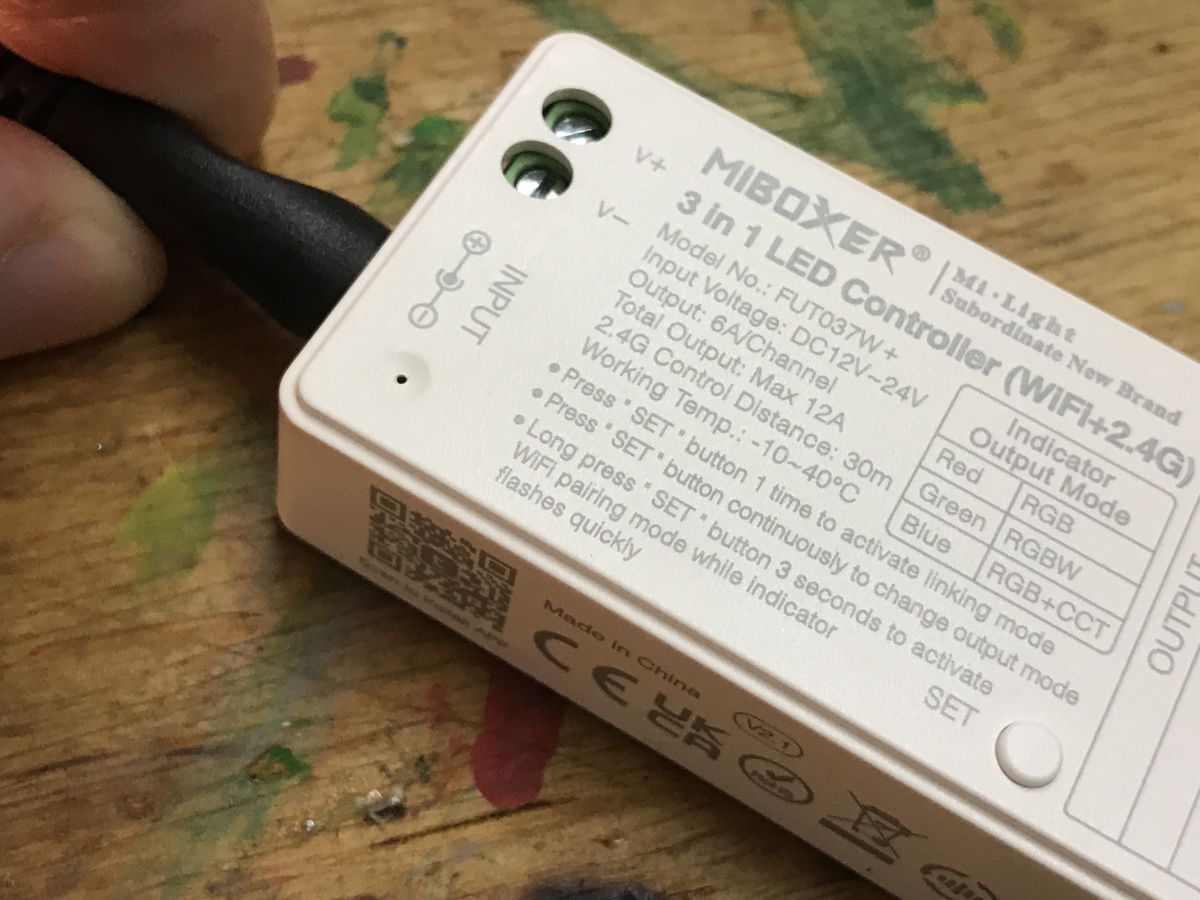 V+
V−
INPUT
MIBOXER® | Mi·Light
Subordinate New Brand
3 in 1 LED Controller (WiFi+2.4G)
Model No.: FUT037W+
Input Voltage: DC12V~24V
Output: 6A/Channel
Total Output: Max 12A
2.4G Control Distance: 30m
Working Temp.: -10~40°C
• Press "SET" button 1 time to activate linking mode
• Press "SET" button continuously to change output mode
• Long press "SET" button 3 seconds to activate
WiFi pairing mode while indicator
flashes quickly
Indicator
Output Mode
Red RGB
Green RGBW
Blue RGB+CCT
OUTPUT
SET
Made in China
CE
UK
CA
V2.1
RoHS